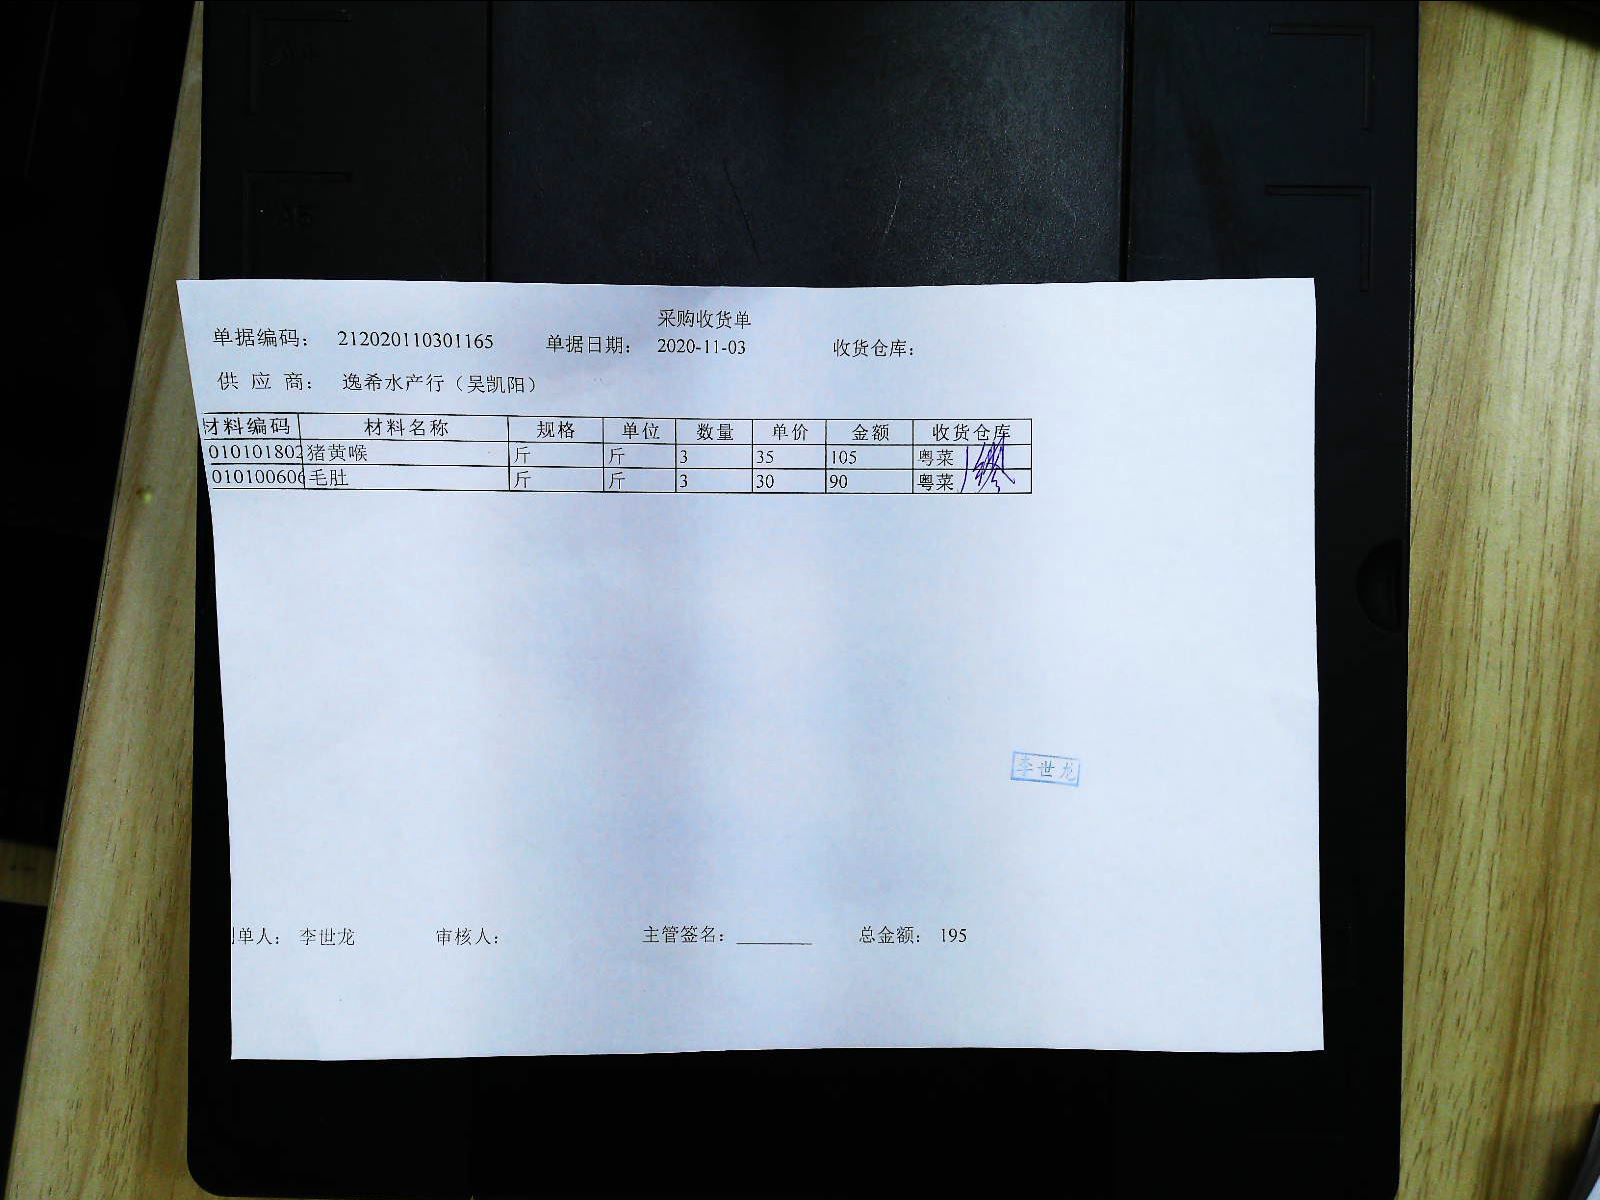 采购收货单
单据编码： 212020110301165 单据日期： 2020-11-03 收货仓库：
供 应 商： 逸希水产行（吴凯阳）
材料编码 材料名称 规格 单位 数量 单价 金额 收货仓库
010101802 猪黄喉 斤 斤 3 35 105 粤菜
010100606 毛肚 斤 斤 3 30 90 粤菜
李世龙
单人： 李世龙 审核人： 主管签名： 总金额： 195